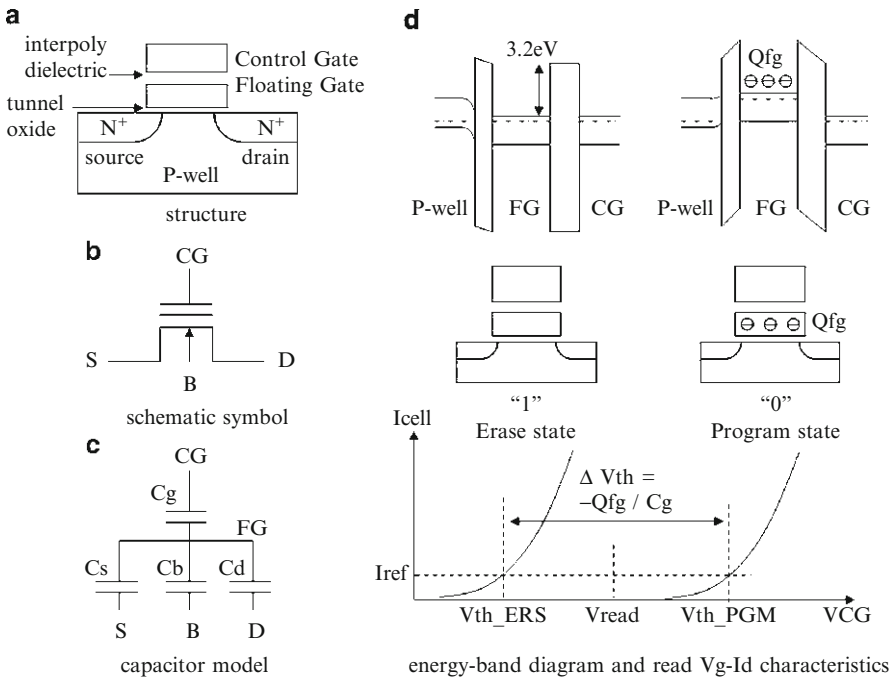 a
interpoly
dielectric
Control Gate
Floating Gate
tunnel
oxide
N+ N+
source drain
P-well
structure
b
CG
S D
B
schematic symbol
c
CG
Cg
FG
Cs Cb Cd
S B D
capacitor model
d
3.2eV
Qfg
P-well FG CG P-well FG CG
Qfg
“1” “0”
Erase state Program state
Icell
Δ Vth =
–Qfg / Cg
Iref
Vth_ERS Vread Vth_PGM VCG
energy-band diagram and read Vg-Id characteristics